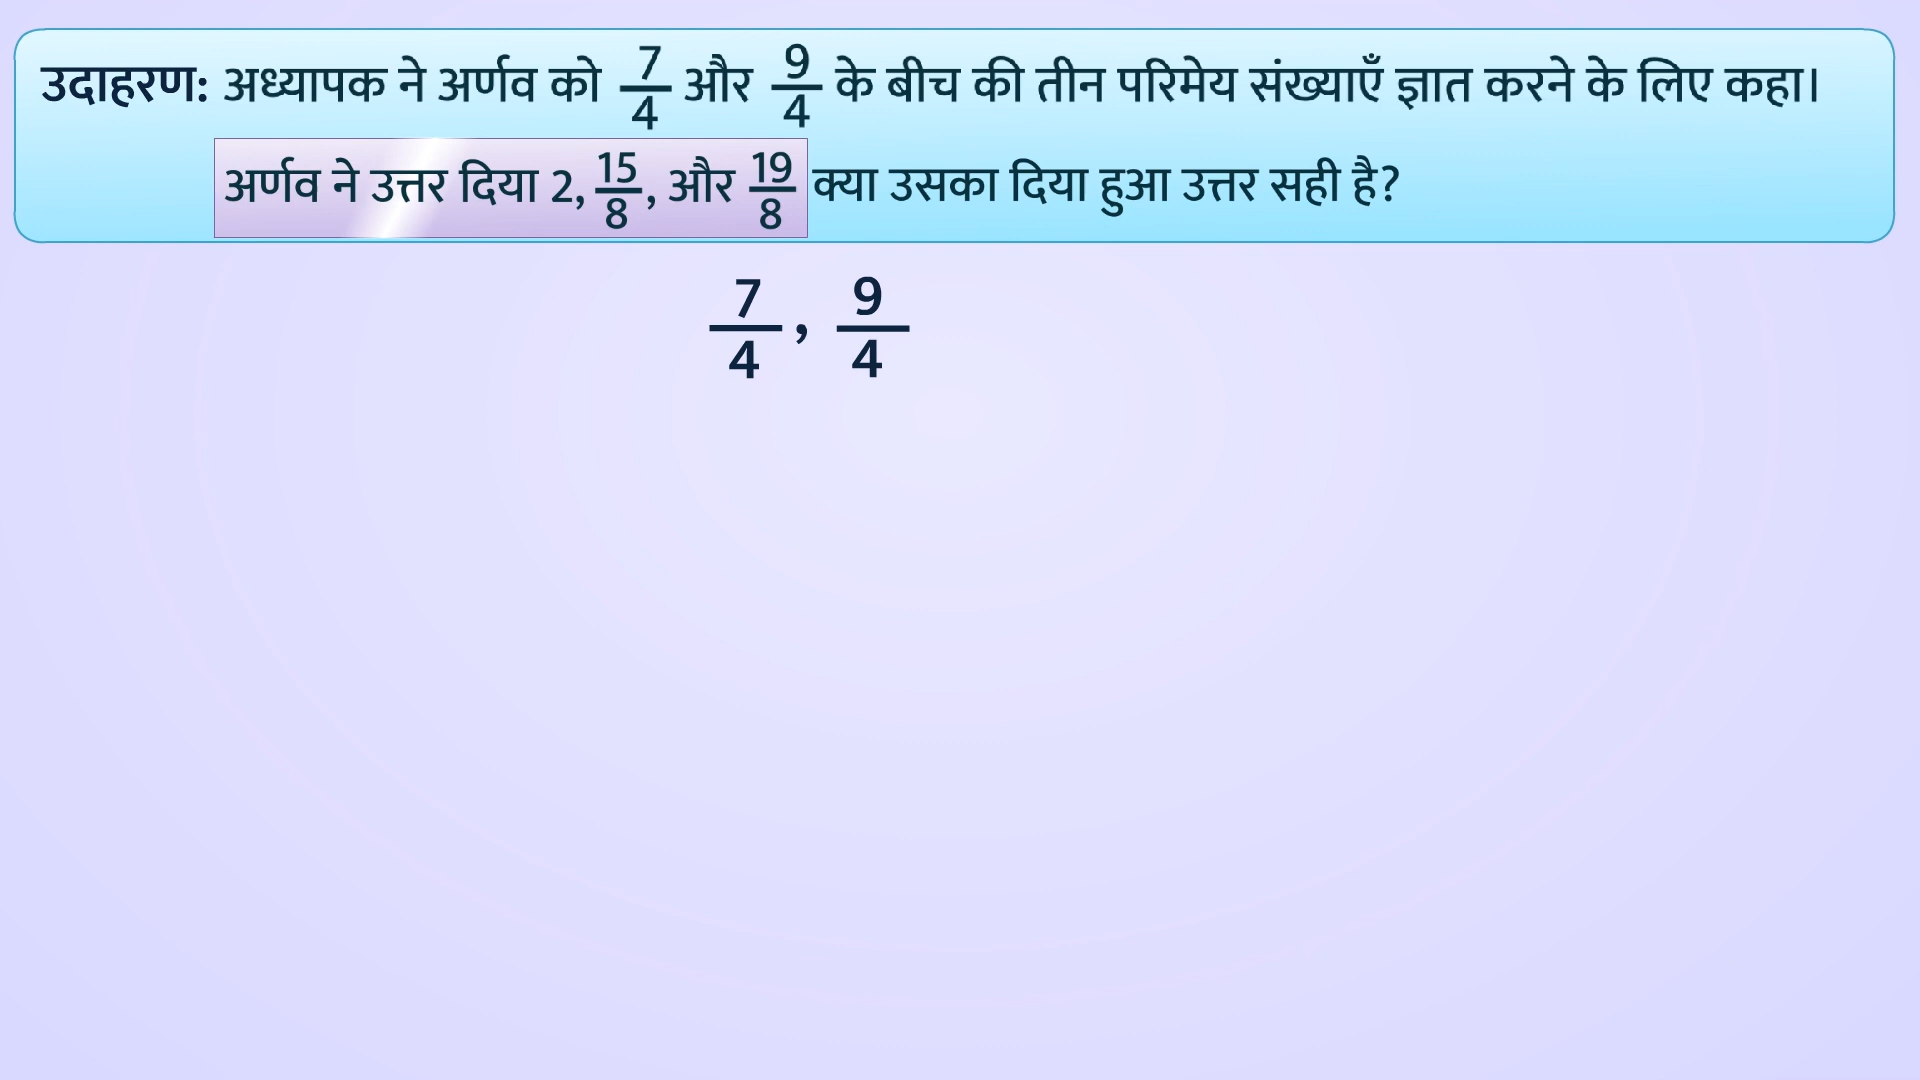 उदाहरण: अध्यापक ने अर्णव को 7/4 और 9/4 के बीच की तीन परिमेय संख्याएँ ज्ञात करने के लिए कहा।
अर्णव ने उत्तर दिया 2, 15/8, और 19/8 क्या उसका दिया हुआ उत्तर सही है?
7/4, 9/4